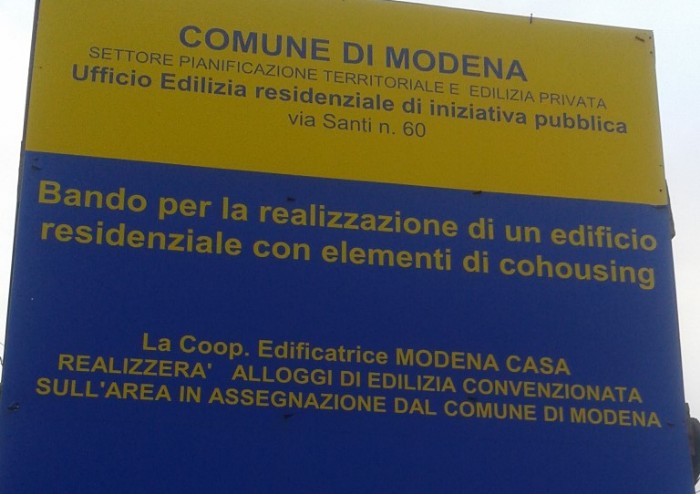 COMUNE DI MODENA
SETTORE PIANIFICAZIONE TERRITORIALE E EDILIZIA PRIVATA
Ufficio Edilizia residenziale di iniziativa pubblica
via Santi n. 60
Bando per la realizzazione di un edificio
residenziale con elementi di cohousing
La Coop. Edificatrice MODENA CASA
REALIZZERA' ALLOGGI DI EDILIZIA CONVENZIONATA
SULL'AREA IN ASSEGNAZIONE DAL COMUNE DI MODENA